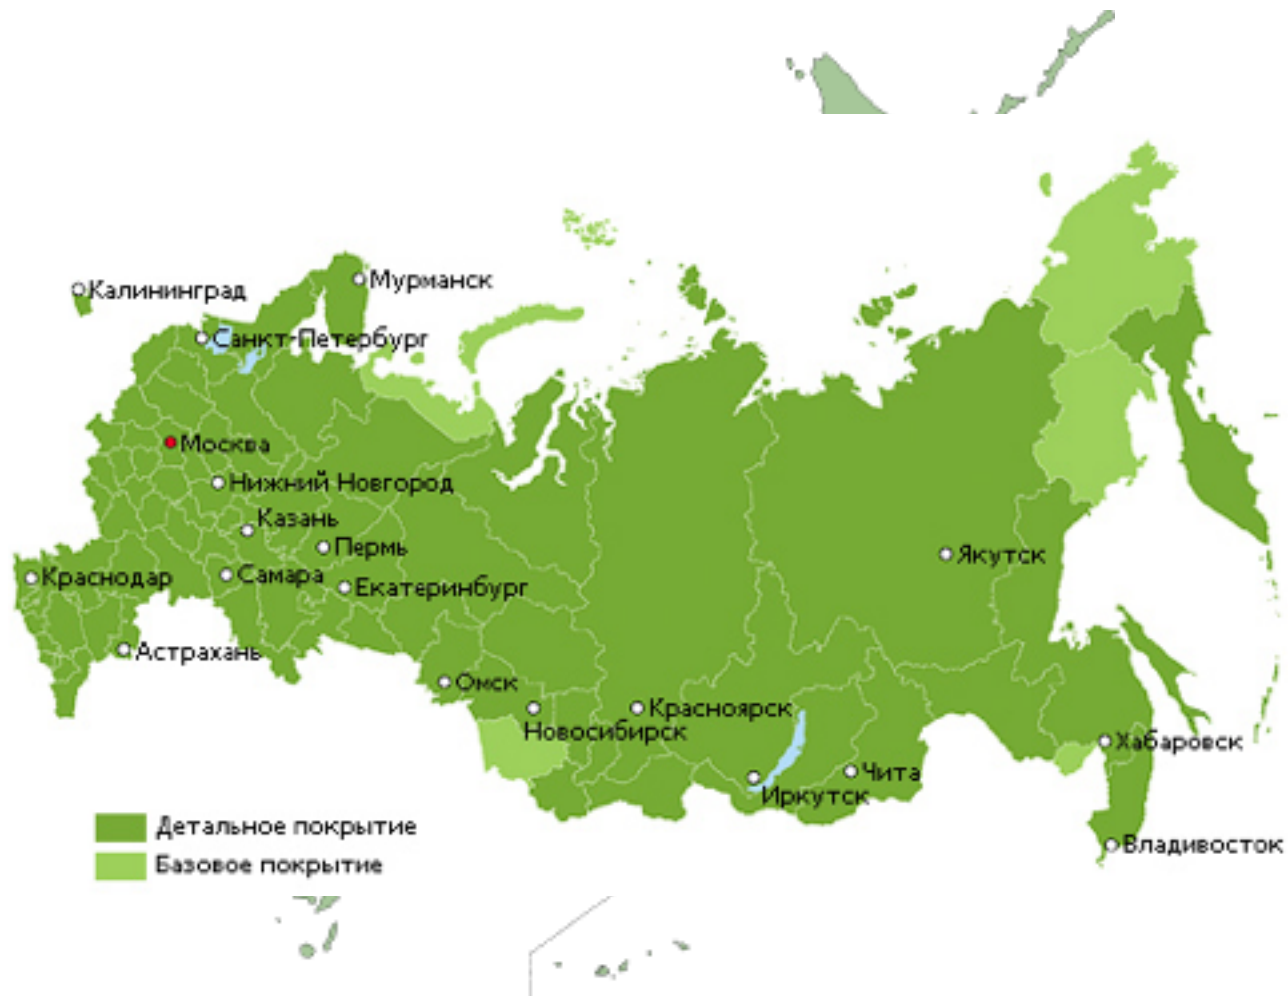 Мурманск
Калининград
Санкт-Петербург
Москва
Нижний Новгород
Казань
Пермь
Якутск
Краснодар
Самара
Екатеринбург
Астрахань
Омск
Красноярск
Новосибирск
Хабаровск
Чита
Иркутск
Детальное покрытие
Владивосток
Базовое покрытие